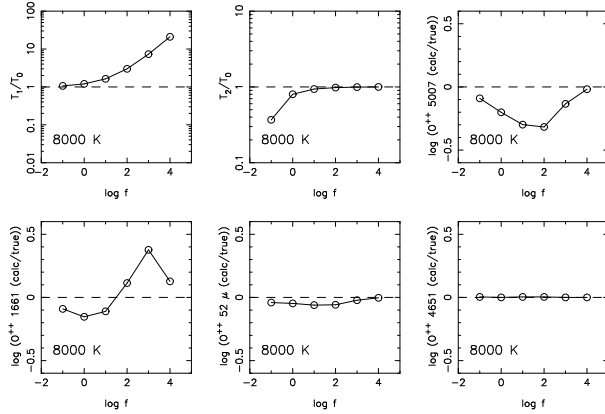 100
10
1
0.1
0.01
T₁/T₀
8000 K
−2 0 2 4
log f
10
1
0.1
T₂/T₀
8000 K
−2 0 2 4
log f
0.5
0
−0.5
log (O⁺⁺ 5007 (calc/true))
8000 K
−2 0 2 4
log f
0.5
0
−0.5
log (O⁺⁺ 1661 (calc/true))
8000 K
−2 0 2 4
log f
0.5
0
−0.5
log (O⁺⁺ 52 μ (calc/true))
8000 K
−2 0 2 4
log f
0.5
0
−0.5
log (O⁺⁺ 4651 (calc/true))
8000 K
−2 0 2 4
log f